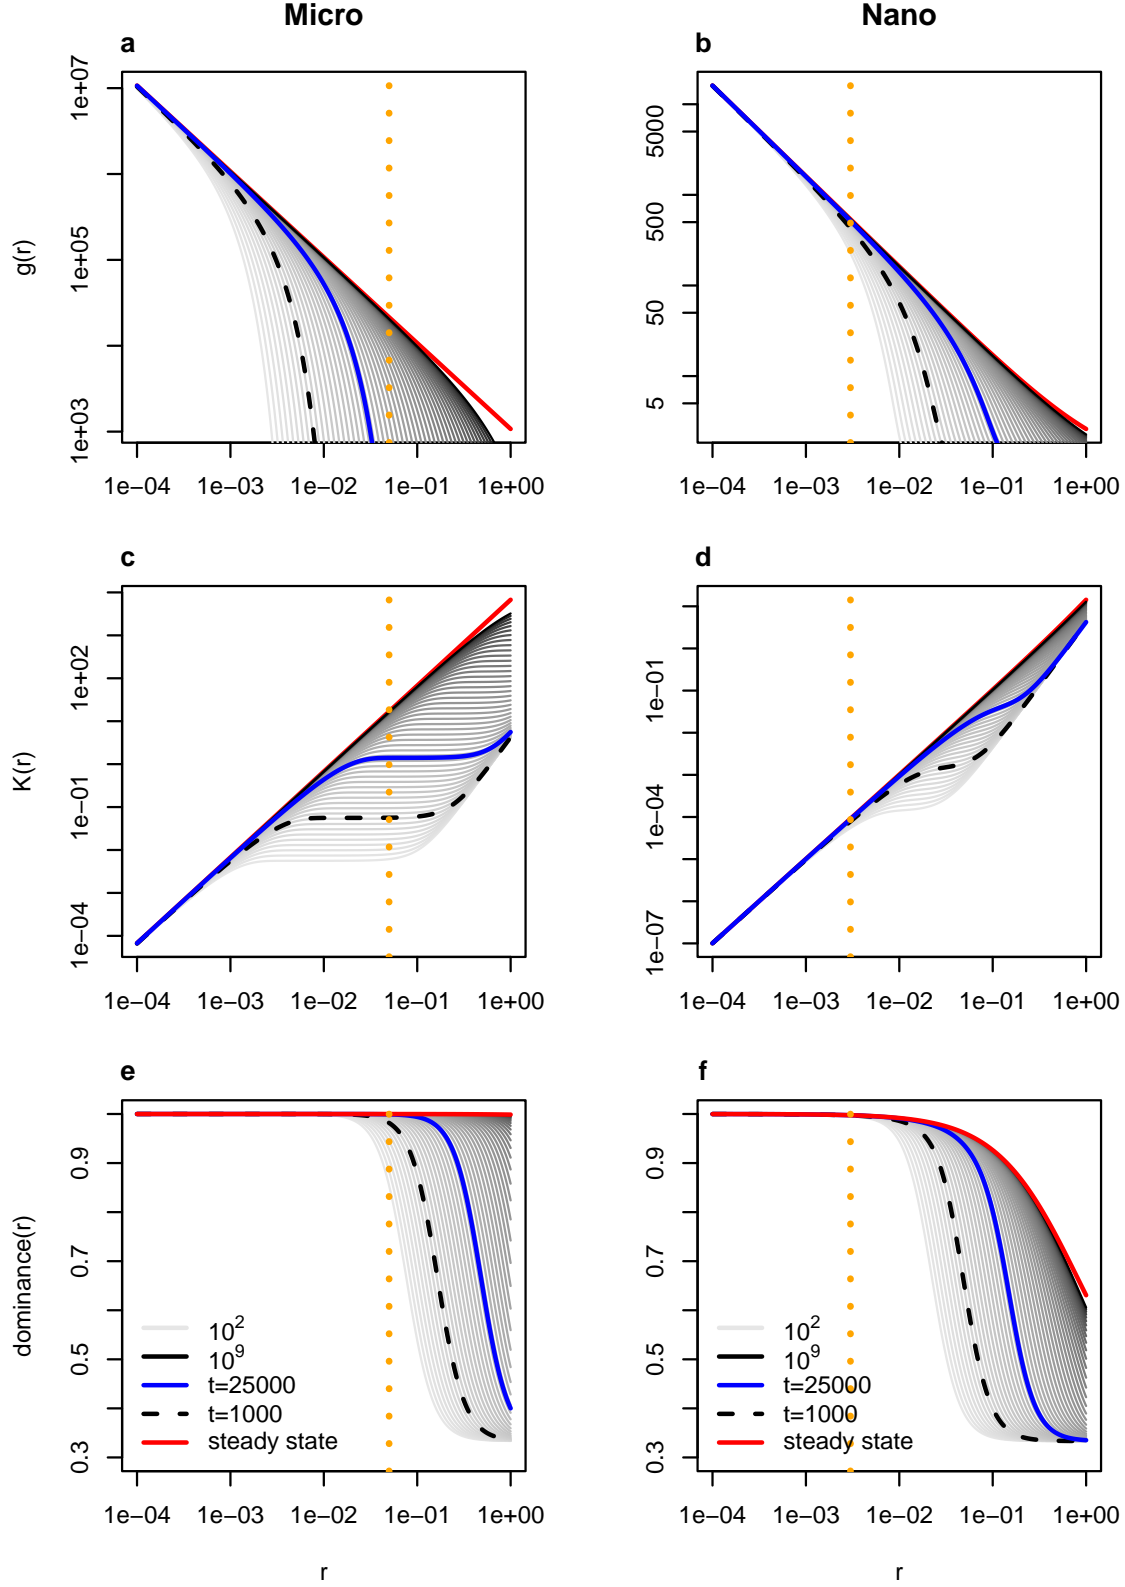 Micro
Nano
a
b
1e+07
1e+05
1e+03
g(r)
1e−04 1e−03 1e−02 1e−01 1e+00
5000
500
50
5
1e−04 1e−03 1e−02 1e−01 1e+00
c
d
1e+02
1e−01
1e−04
K(r)
1e−04 1e−03 1e−02 1e−01 1e+00
1e−01
1e−04
1e−07
1e−04 1e−03 1e−02 1e−01 1e+00
e
f
0.9
0.7
0.5
0.3
dominance(r)
10^2
10^9
t=25000
t=1000
steady state
1e−04 1e−03 1e−02 1e−01 1e+00
r
0.9
0.7
0.5
0.3
10^2
10^9
t=25000
t=1000
steady state
1e−04 1e−03 1e−02 1e−01 1e+00
r